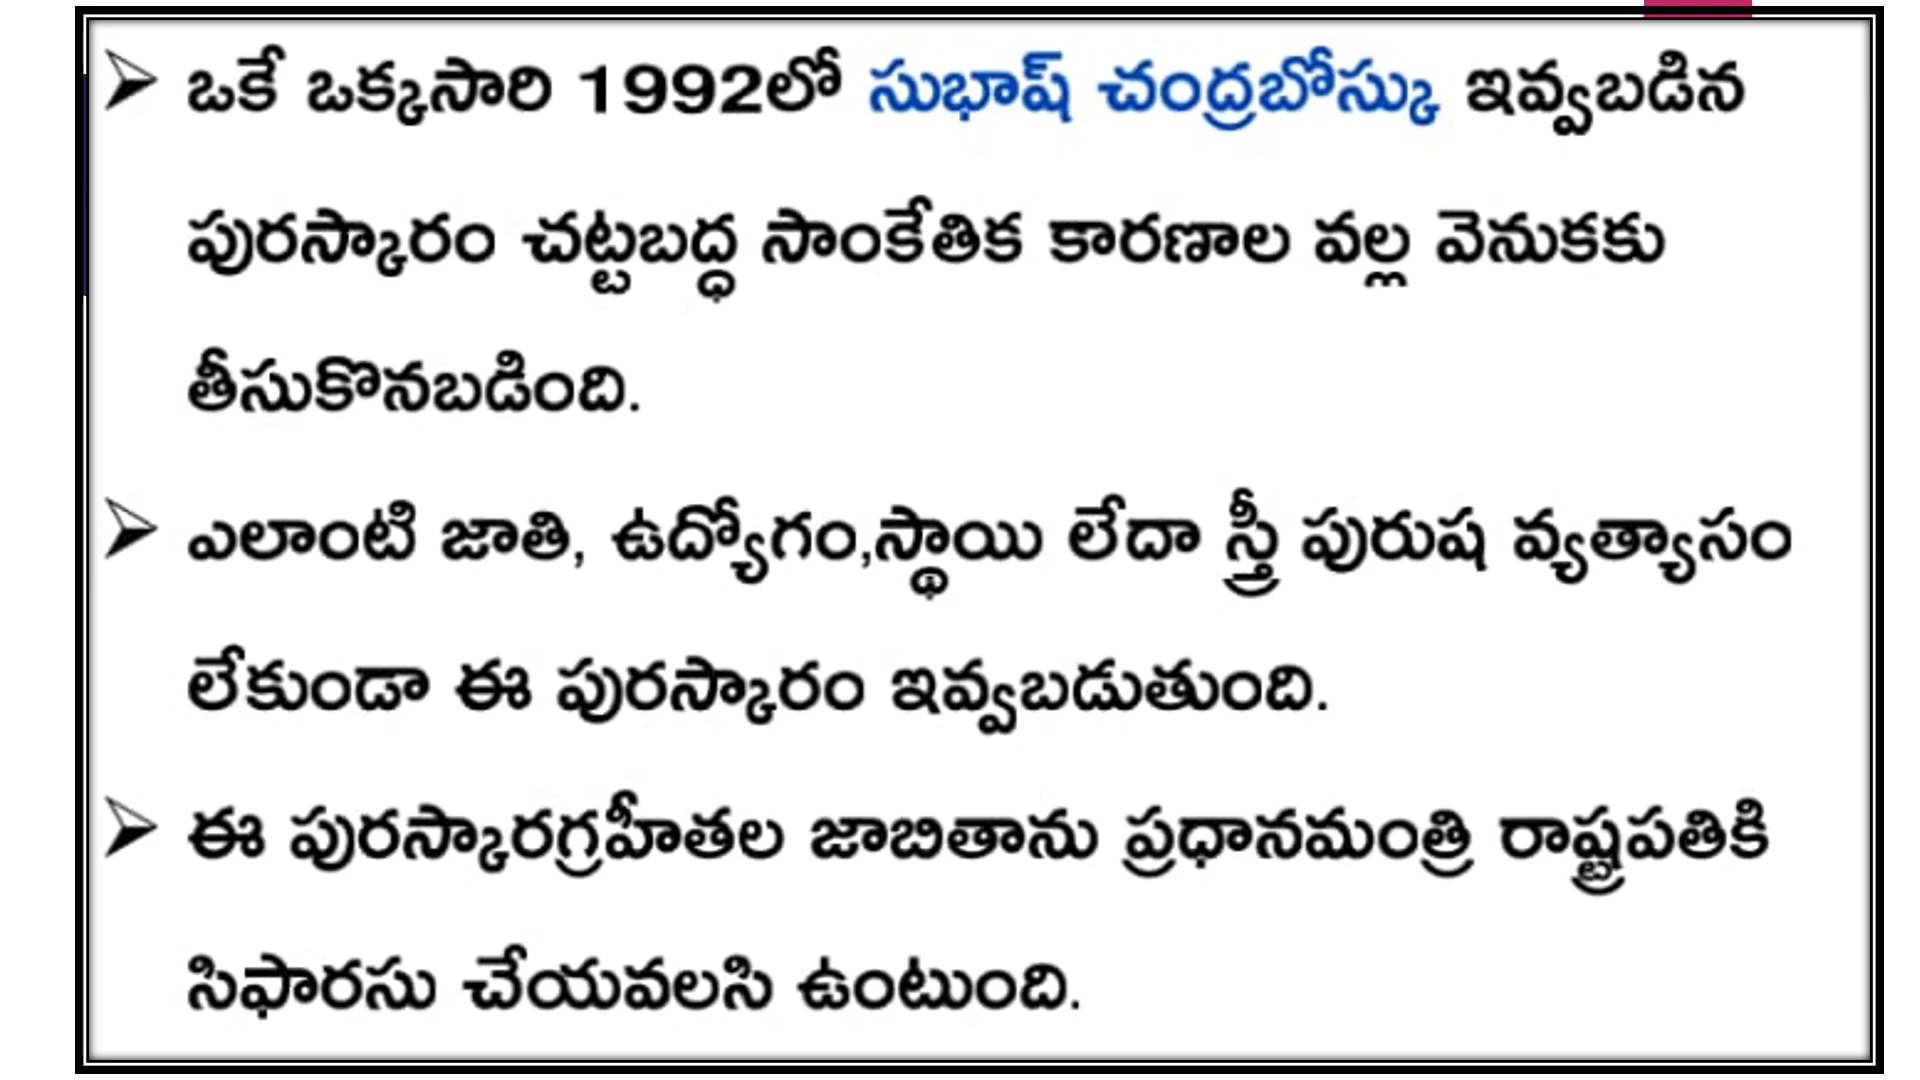 ➢ ఒకే ఒక్కసారి 1992లో సుభాష్ చంద్రబోస్కు ఇవ్వబడిన
పురస్కారం చట్టబద్ధ సాంకేతిక కారణాల వల్ల వెనుకకు
తీసుకొనబడింది.
➢ ఎలాంటి జాతి, ఉద్యోగం,స్థాయి లేదా స్త్రీ పురుష వ్యత్యాసం
లేకుండా ఈ పురస్కారం ఇవ్వబడుతుంది.
➢ ఈ పురస్కారగ్రహీతల జాబితాను ప్రధానమంత్రి రాష్ట్రపతికి
సిఫారసు చేయవలసి ఉంటుంది.